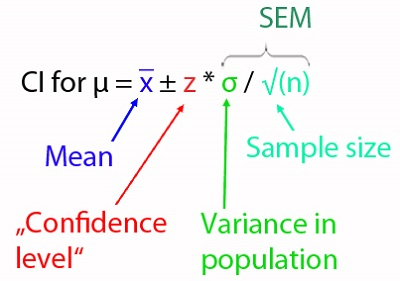 SEM
CI for μ = x̅ ± z * σ / √(n)
Mean
Sample size
„Confidence
level“
Variance in
population